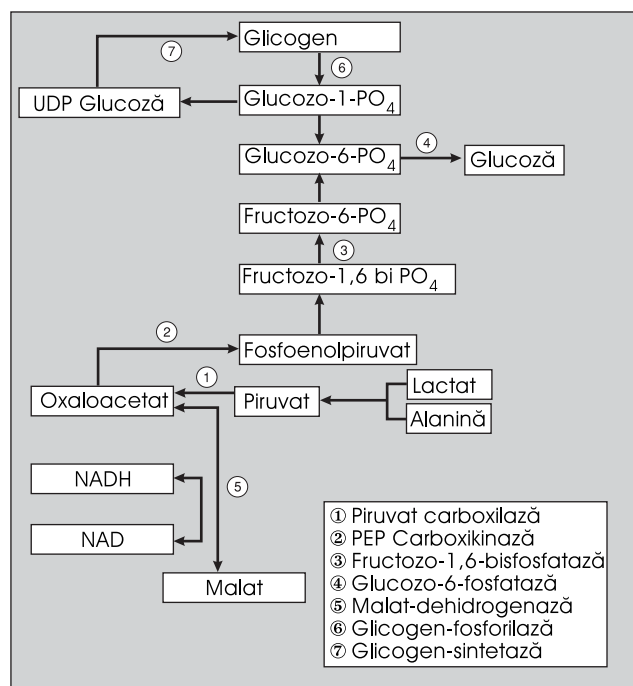 Glicogen
⑦
⑥
UDP Glucoză
Glucozo-1-PO₄
④
Glucozo-6-PO₄
Glucoză
Fructozo-6-PO₄
③
Fructozo-1,6 bi PO₄
②
Fosfoenolpiruvat
①
Oxaloacetat
Piruvat
Lactat
Alanină
NADH
⑤
NAD
Malat
① Piruvat carboxilază
② PEP Carboxikinază
③ Fructozo-1,6-bisfosfatază
④ Glucozo-6-fosfatază
⑤ Malat-dehidrogenază
⑥ Glicogen-fosforilază
⑦ Glicogen-sintetază